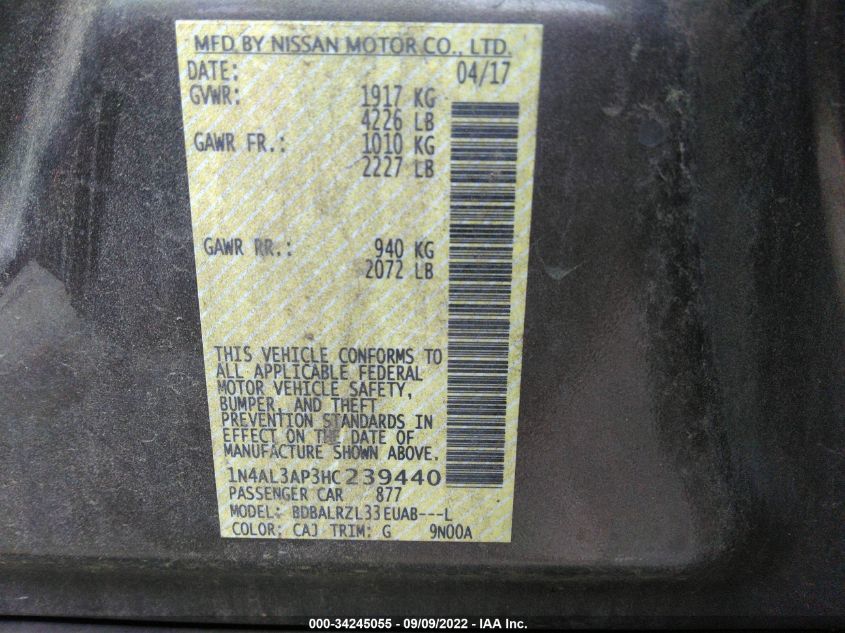 MFD BY NISSAN MOTOR CO., LTD.
DATE: 04/17
GVWR: 1917 KG
4226 LB
GAWR FR.: 1010 KG
2227 LB
GAWR RR.: 940 KG
2072 LB
THIS VEHICLE CONFORMS TO
ALL APPLICABLE FEDERAL
MOTOR VEHICLE SAFETY,
BUMPER, AND THEFT
PREVENTION STANDARDS IN
EFFECT ON THE DATE OF
MANUFACTURE SHOWN ABOVE.
1N4AL3AP3HC239440
PASSENGER CAR 877
MODEL: BDBALRZL33EUAB---L
COLOR: CAJ TRIM: G 9N00A
000-34245055 - 09/09/2022 - IAA Inc.